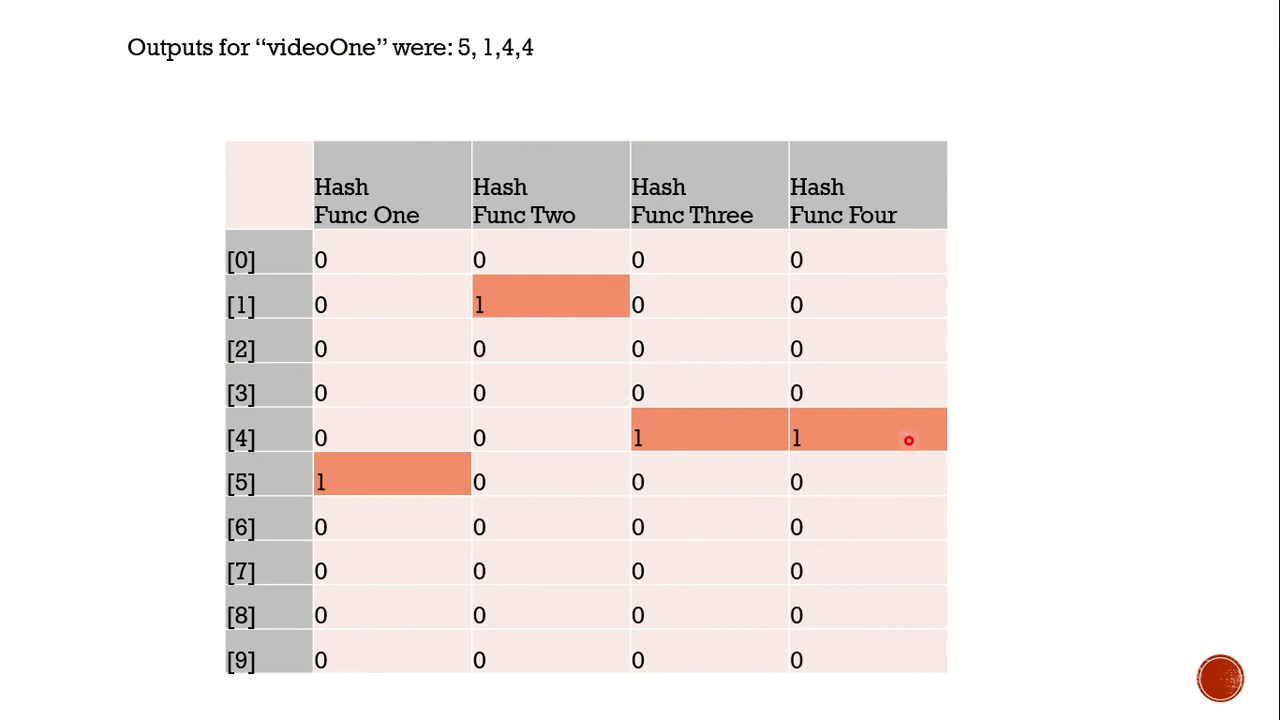 Outputs for “videoOne” were: 5, 1,4,4
Hash Func One Hash Func Two Hash Func Three Hash Func Four
[0] 0 0 0 0
[1] 0 1 0 0
[2] 0 0 0 0
[3] 0 0 0 0
[4] 0 0 1 1
[5] 1 0 0 0
[6] 0 0 0 0
[7] 0 0 0 0
[8] 0 0 0 0
[9] 0 0 0 0